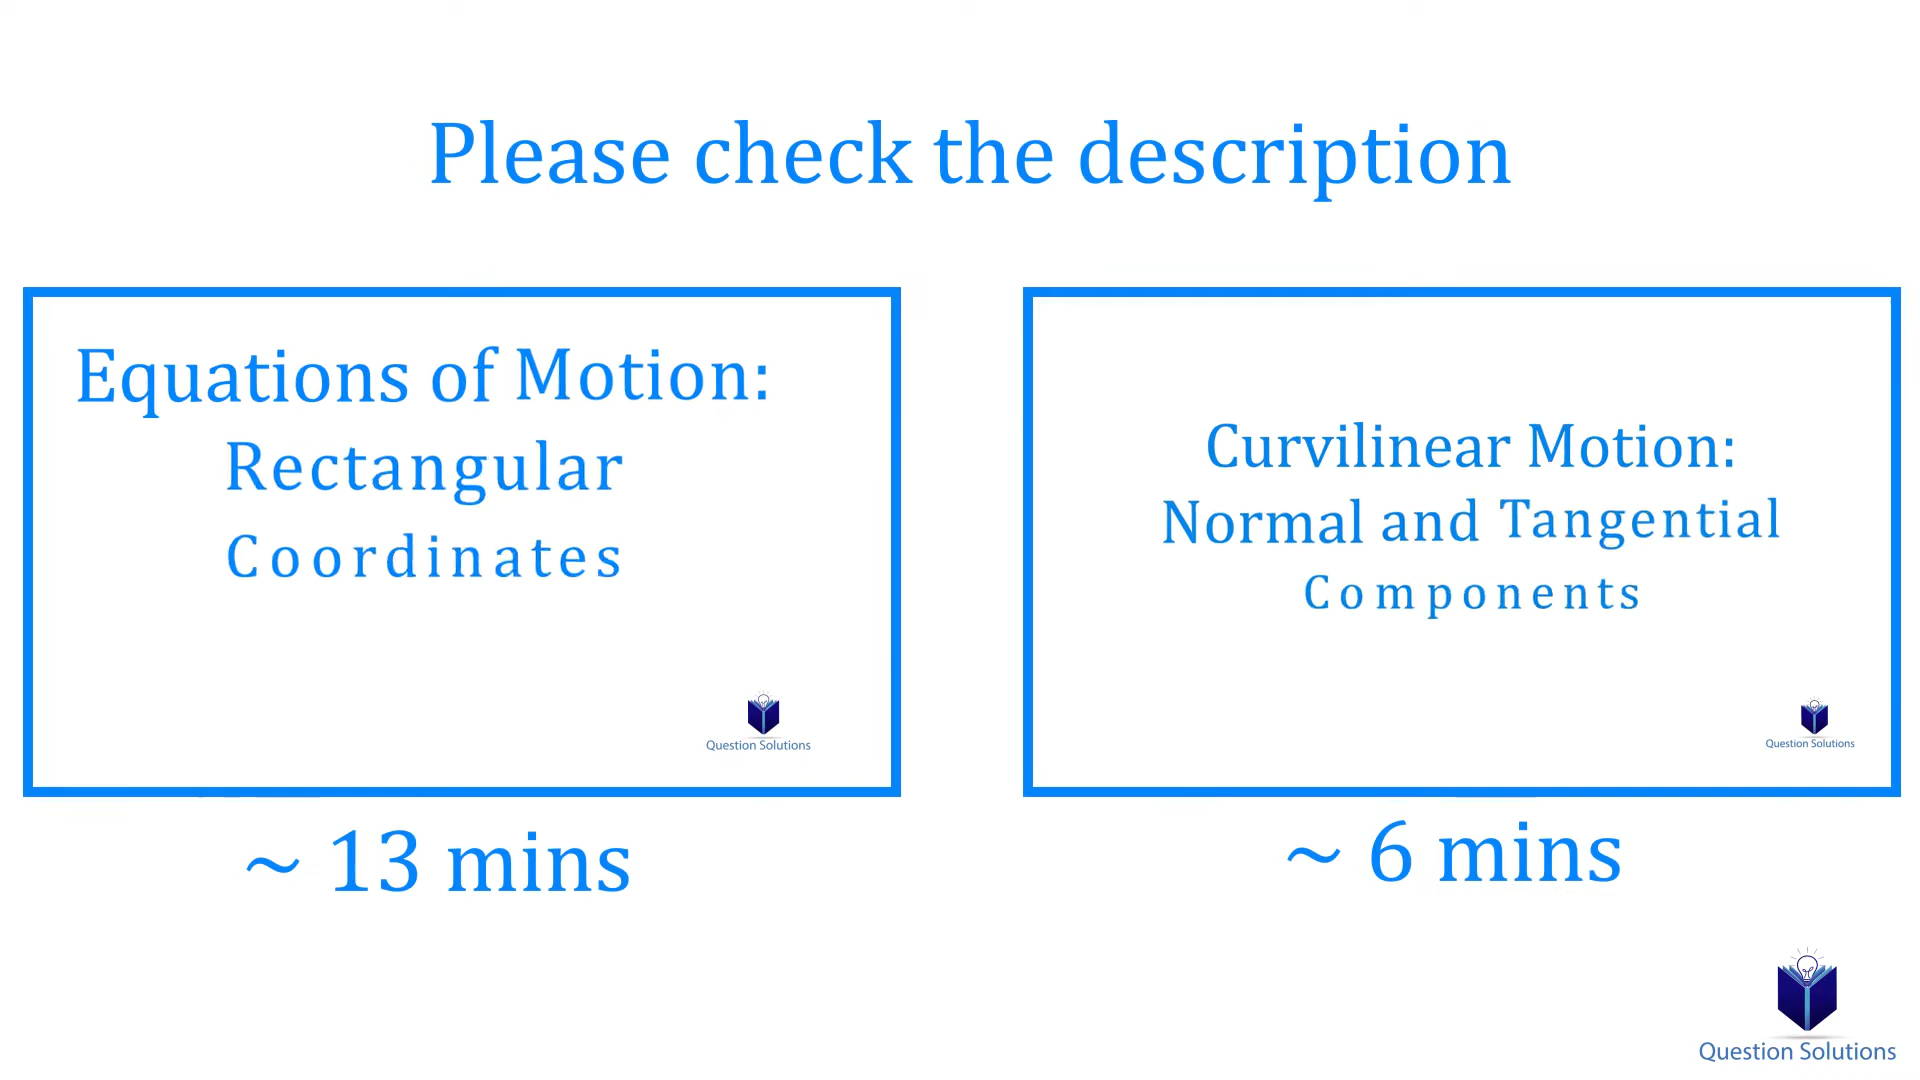 Please check the description
Equations of Motion:
Rectangular
Coordinates
Question Solutions
~ 13 mins
Curvilinear Motion:
Normal and Tangential
Components
Question Solutions
~ 6 mins
Question Solutions